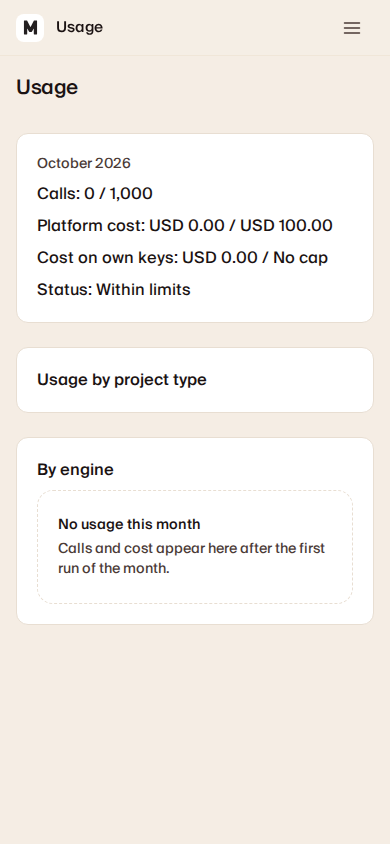 M Usage
Usage
October 2026
Calls: 0 / 1,000
Platform cost: USD 0.00 / USD 100.00
Cost on own keys: USD 0.00 / No cap
Status: Within limits
Usage by project type
By engine
No usage this month
Calls and cost appear here after the first
run of the month.